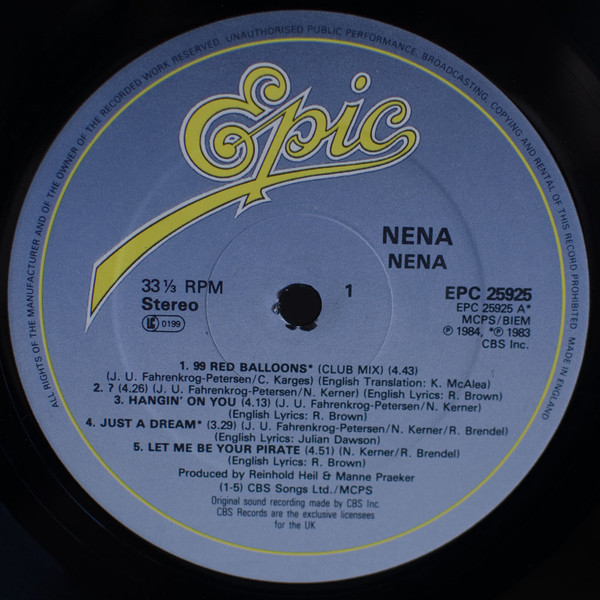 ALL RIGHTS OF THE MANUFACTURER AND OF THE OWNER OF THE RECORDED WORK RESERVED. UNAUTHORISED PUBLIC PERFORMANCE, BROADCASTING, COPYING AND RENTAL OF THIS RECORD PROHIBITED. MADE IN ENGLAND
Epic
NENA
NENA
33⅓ RPM
Stereo
LC 0199
1
EPC 25925
EPC 25925 A*
MCPS/BIEM
℗ 1984, *℗ 1983
CBS Inc.
1. 99 RED BALLOONS* (CLUB MIX) (4.43)
(J. U. Fahrenkrog-Petersen/C. Karges) (English Translation: K. McAlea)
2. ? (4.26) (J. U. Fahrenkrog-Petersen/N. Kerner) (English Lyrics: R. Brown)
3. HANGIN' ON YOU (4.13) (J. U. Fahrenkrog-Petersen/N. Kerner)
(English Lyrics: R. Brown)
4. JUST A DREAM* (3.29) (J. U. Fahrenkrog-Petersen/N. Kerner/R. Brendel)
(English Lyrics: Julian Dawson)
5. LET ME BE YOUR PIRATE (4.51) (N. Kerner/R. Brendel)
(English Lyrics: R. Brown)
Produced by Reinhold Heil & Manne Praeker
(1-5) CBS Songs Ltd./MCPS
Original sound recording made by CBS Inc.
CBS Records are the exclusive licensees
for the UK